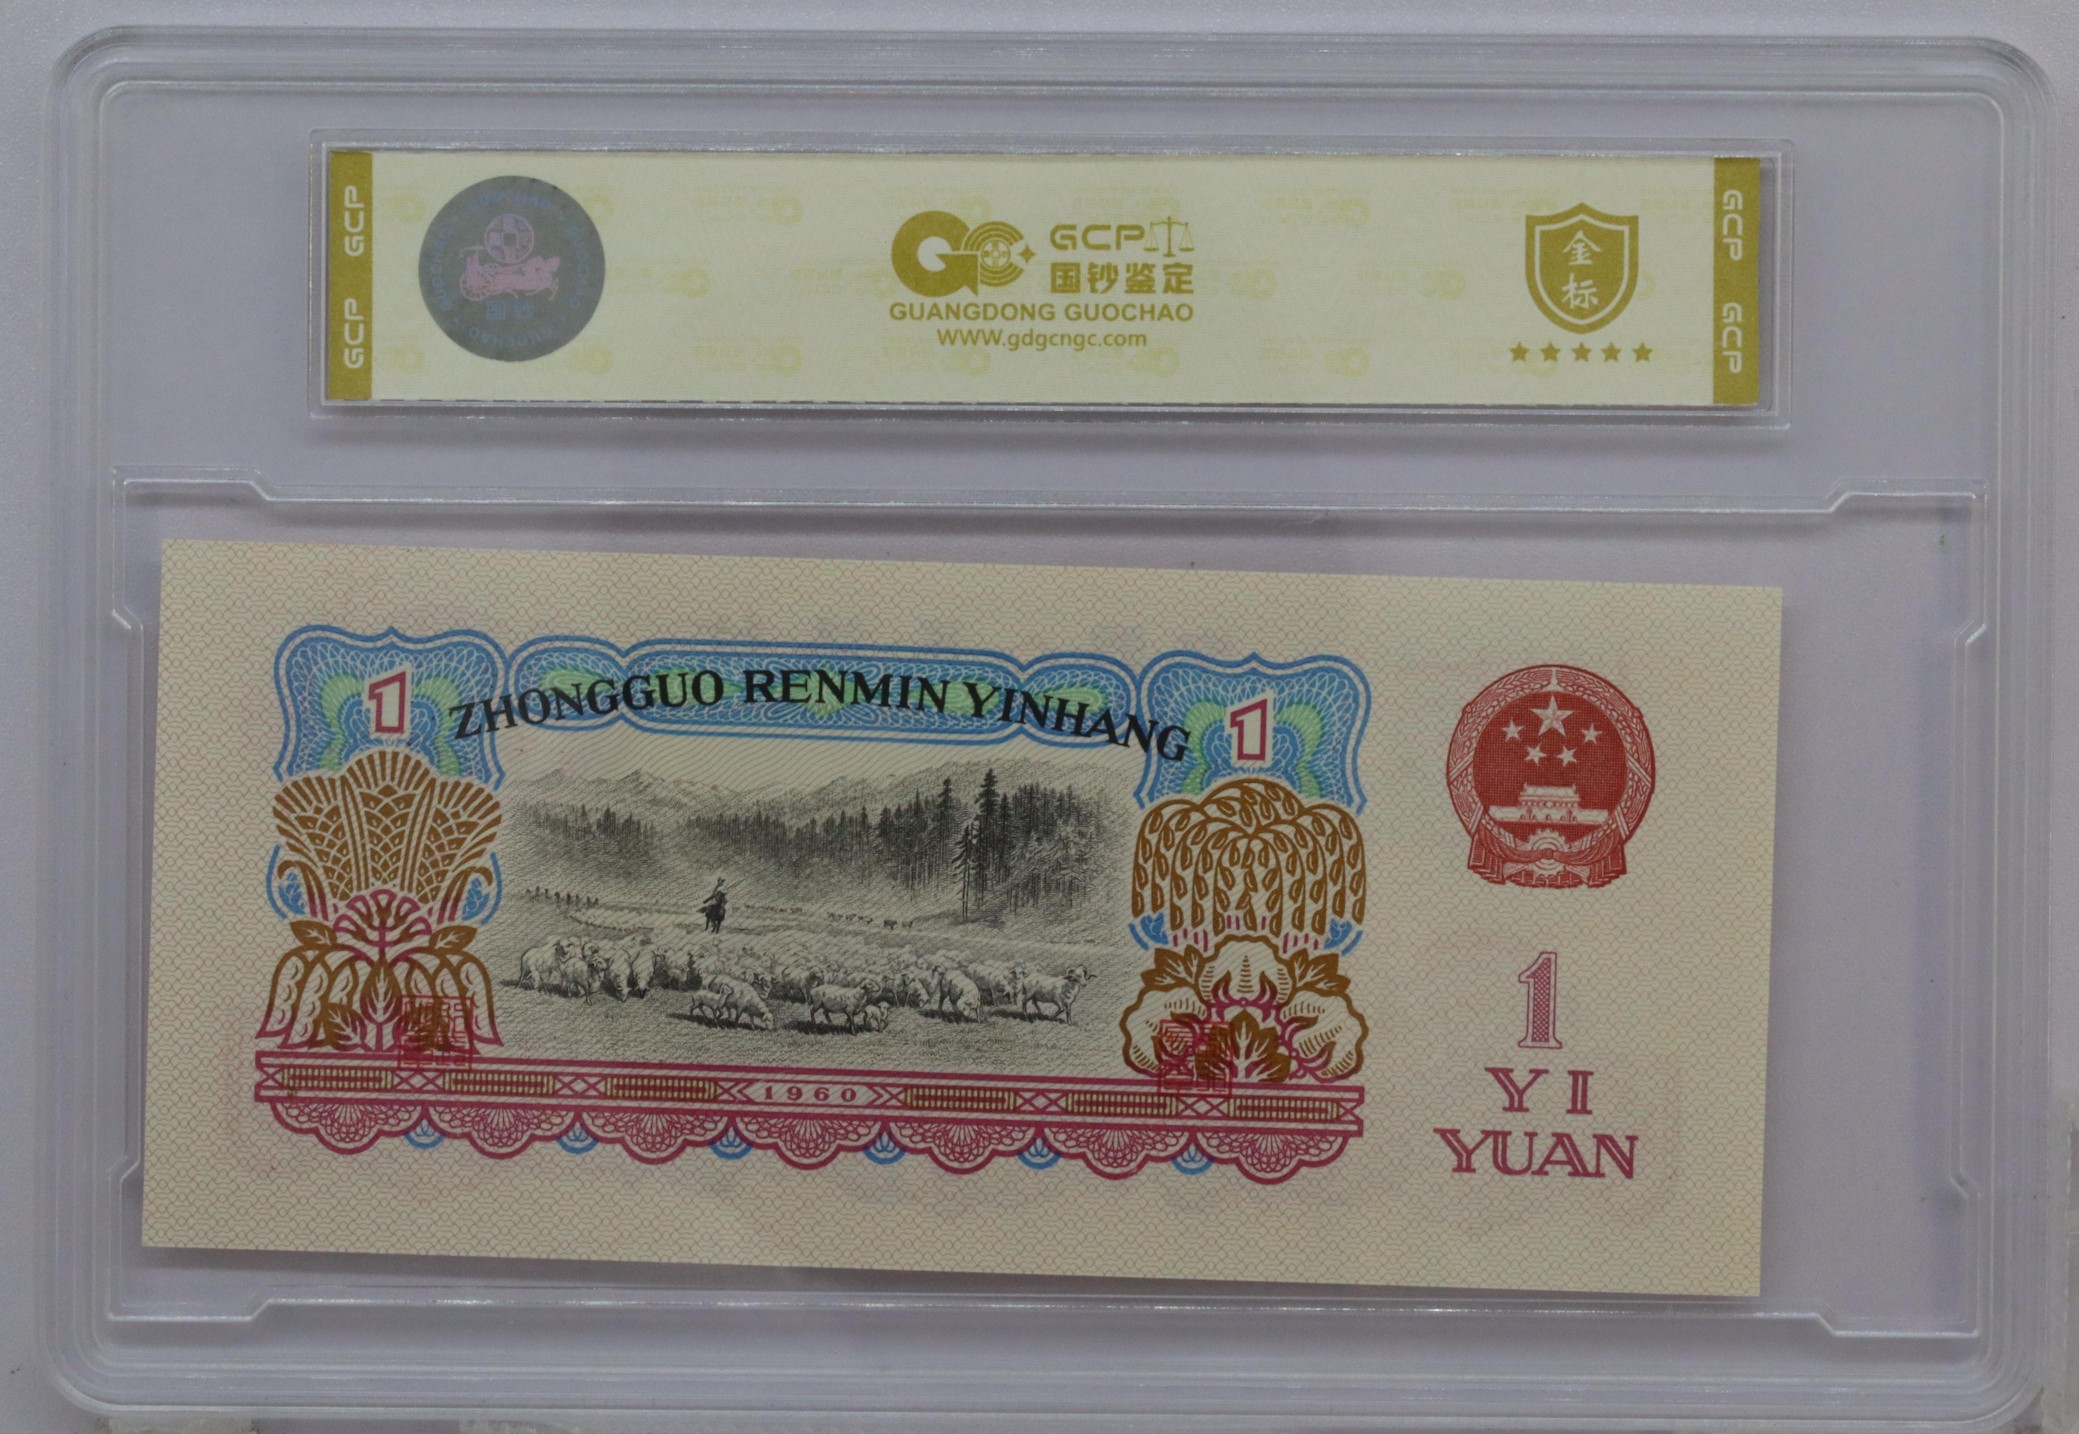 GCP
GCP
GCP
国钞鉴定
GUANGDONG GUOCHAO
WWW.gdgcngc.com
金
标
GCP
GCP
1
ZHONGGUO RENMIN YINHANG
1
1960
1
YI
YUAN